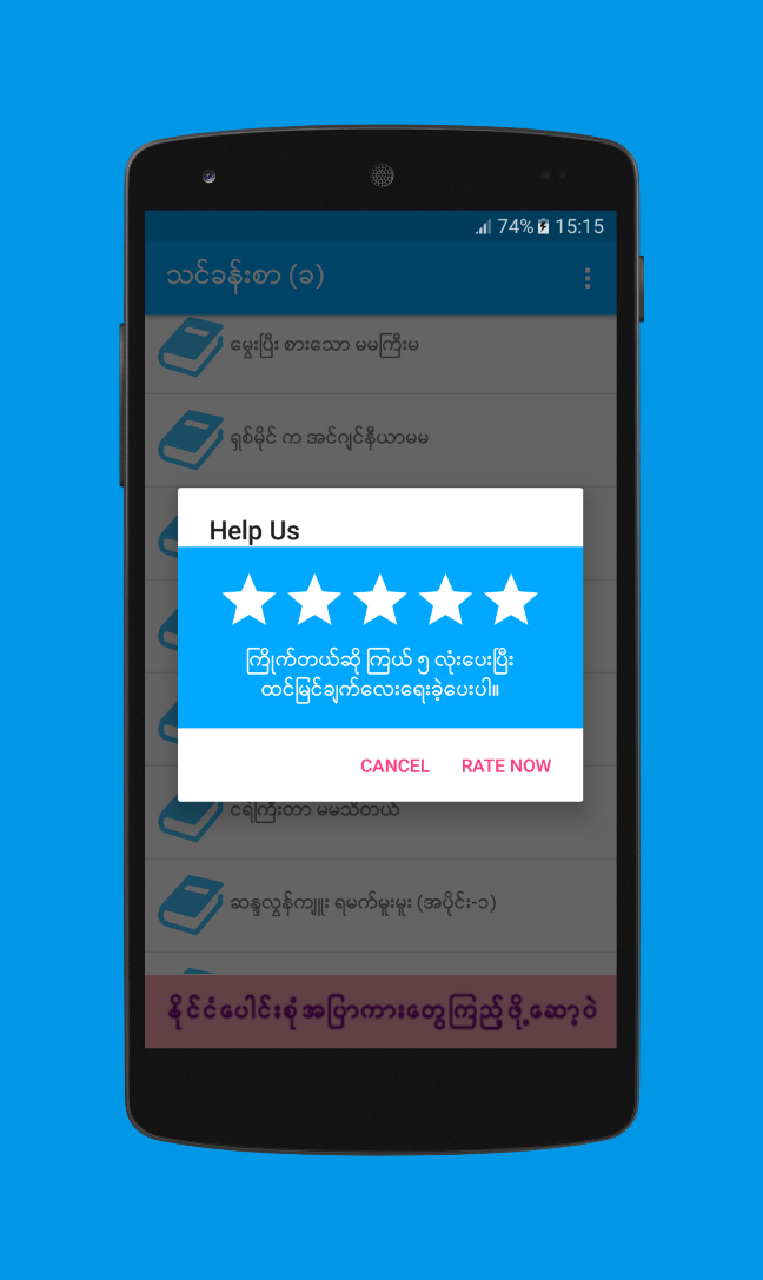 74% 15:15
သင်ခန်းစာ (ခ)
မွေးပြီး စားသော မမကြီးမ
ရှစ်မိုင် က အင်ဂျင်နီယာမမ
Help Us
ကြိုက်တယ်ဆို ကြယ် ၅ လုံးပေးပြီး
ထင်မြင်ချက်လေးရေးခဲ့ပေးပါ။
CANCEL RATE NOW
ငရဲကြီးတာ မမသိတယ်
ဆန္ဒလွန်ကျူး ရမက်မူးမူး (အပိုင်း-၁)
နိုင်ငံပေါင်းစုံအပြာကားတွေကြည့်ဖို့ဆော့ဝဲ